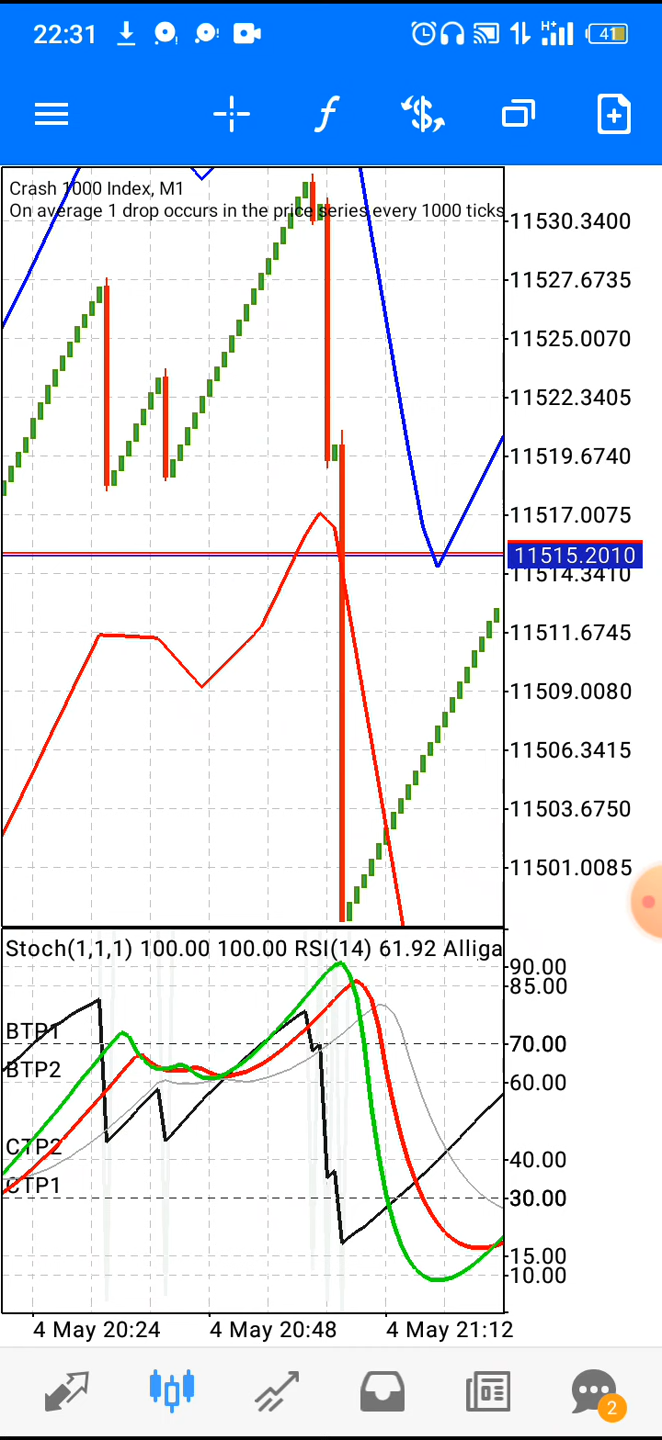 22:31
H+
41
f
$
Crash 1000 Index, M1
On average 1 drop occurs in the price series every 1000 ticks
11530.3400
11527.6735
11525.0070
11522.3405
11519.6740
11517.0075
11515.2010
11514.3410
11511.6745
11509.0080
11506.3415
11503.6750
11501.0085
Stoch(1,1,1) 100.00 100.00 RSI(14) 61.92 Alliga
90.00
85.00
BTP1
70.00
BTP2
60.00
CTP2
40.00
CTP1
30.00
15.00
10.00
4 May 20:24
4 May 20:48
4 May 21:12
2